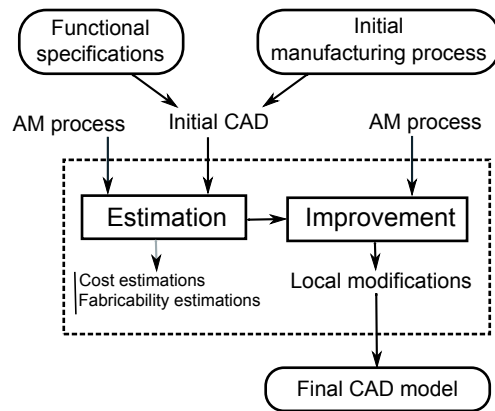 Functional
specifications
Initial
manufacturing process
AM process
Initial CAD
AM process
Estimation
Improvement
Cost estimations
Fabricability estimations
Local modifications
Final CAD model